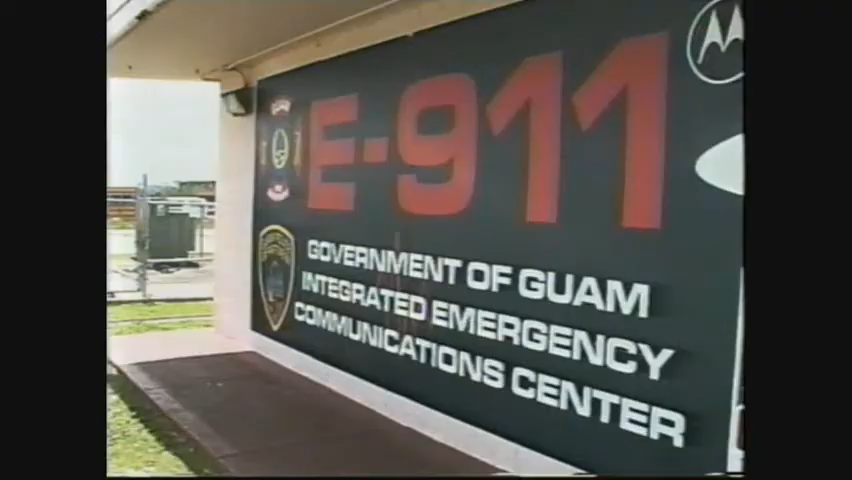 E-911
GOVERNMENT OF GUAM
INTEGRATED EMERGENCY
COMMUNICATIONS CENTER